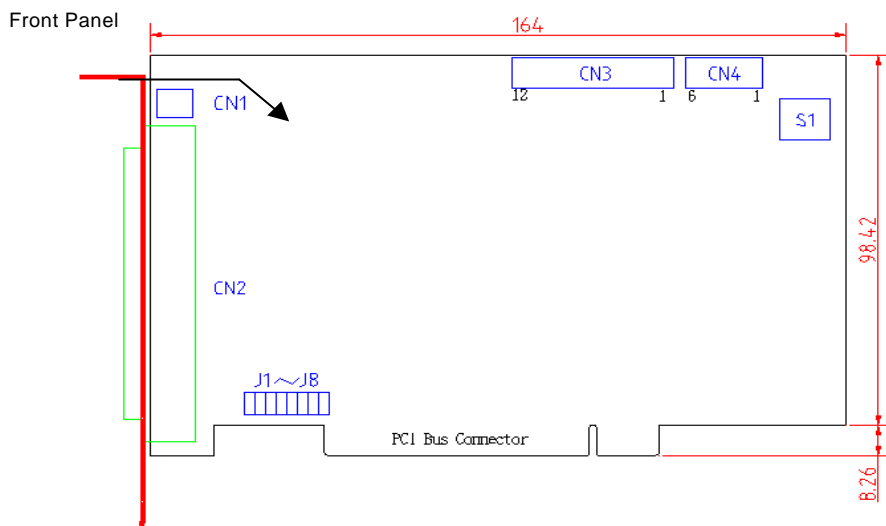 Front Panel
164
CN3
CN4
12 1 6 1
CN1
S1
98.42
CN2
J1～J8
PCI Bus Connector
8.26